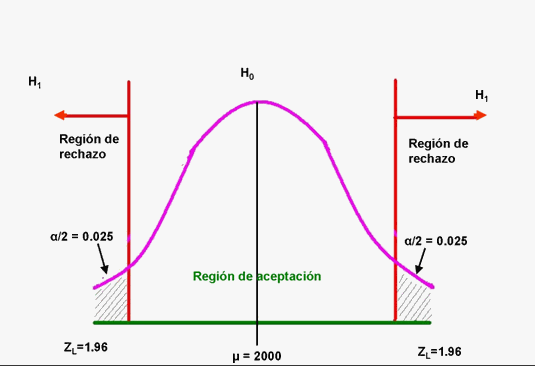 H₀
H₁
H₁
Región de
rechazo
Región de
rechazo
α/2 = 0.025
α/2 = 0.025
Región de aceptación
Z_L=1.96
μ = 2000
Z_L=1.96